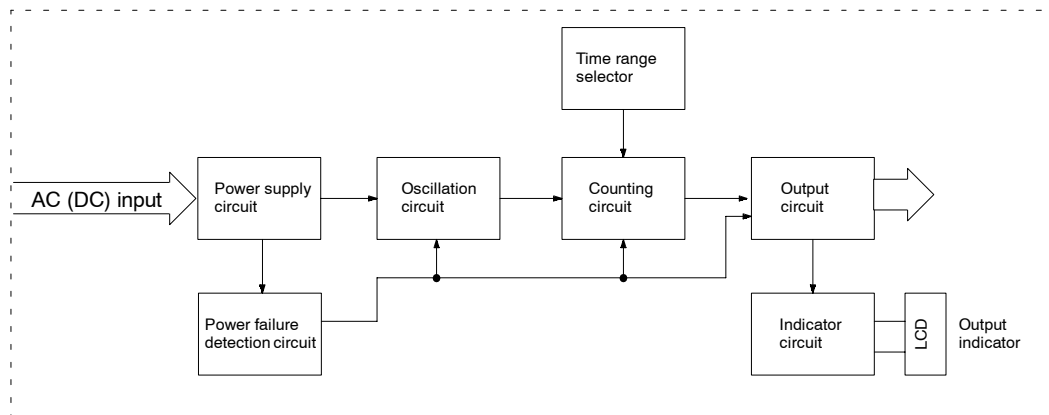 Time range
selector
AC (DC) input
Power supply
circuit
Oscillation
circuit
Counting
circuit
Output
circuit
Power failure
detection circuit
Indicator
circuit
LCD
Output
indicator